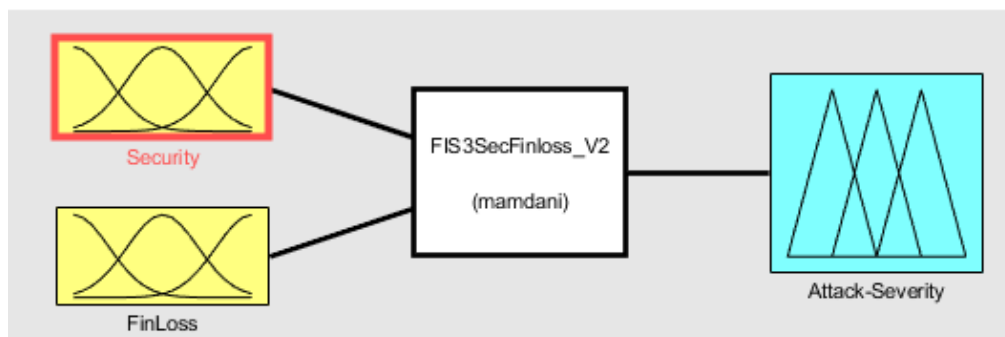 Security
FinLoss
FIS3SecFinloss_V2
(mamdani)
Attack-Severity